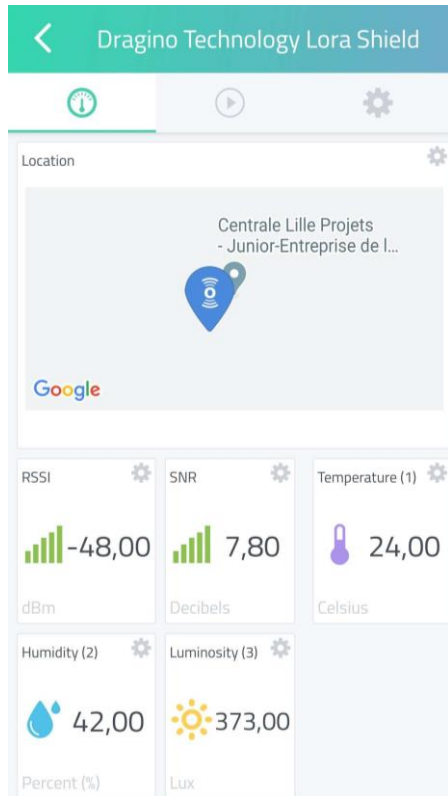 Dragino Technology Lora Shield
Location
Centrale Lille Projets
- Junior-Entreprise de l...
Google
RSSI
-48,00
dBm
SNR
7,80
Decibels
Temperature (1)
24,00
Celsius
Humidity (2)
42,00
Percent (%)
Luminosity (3)
373,00
Lux